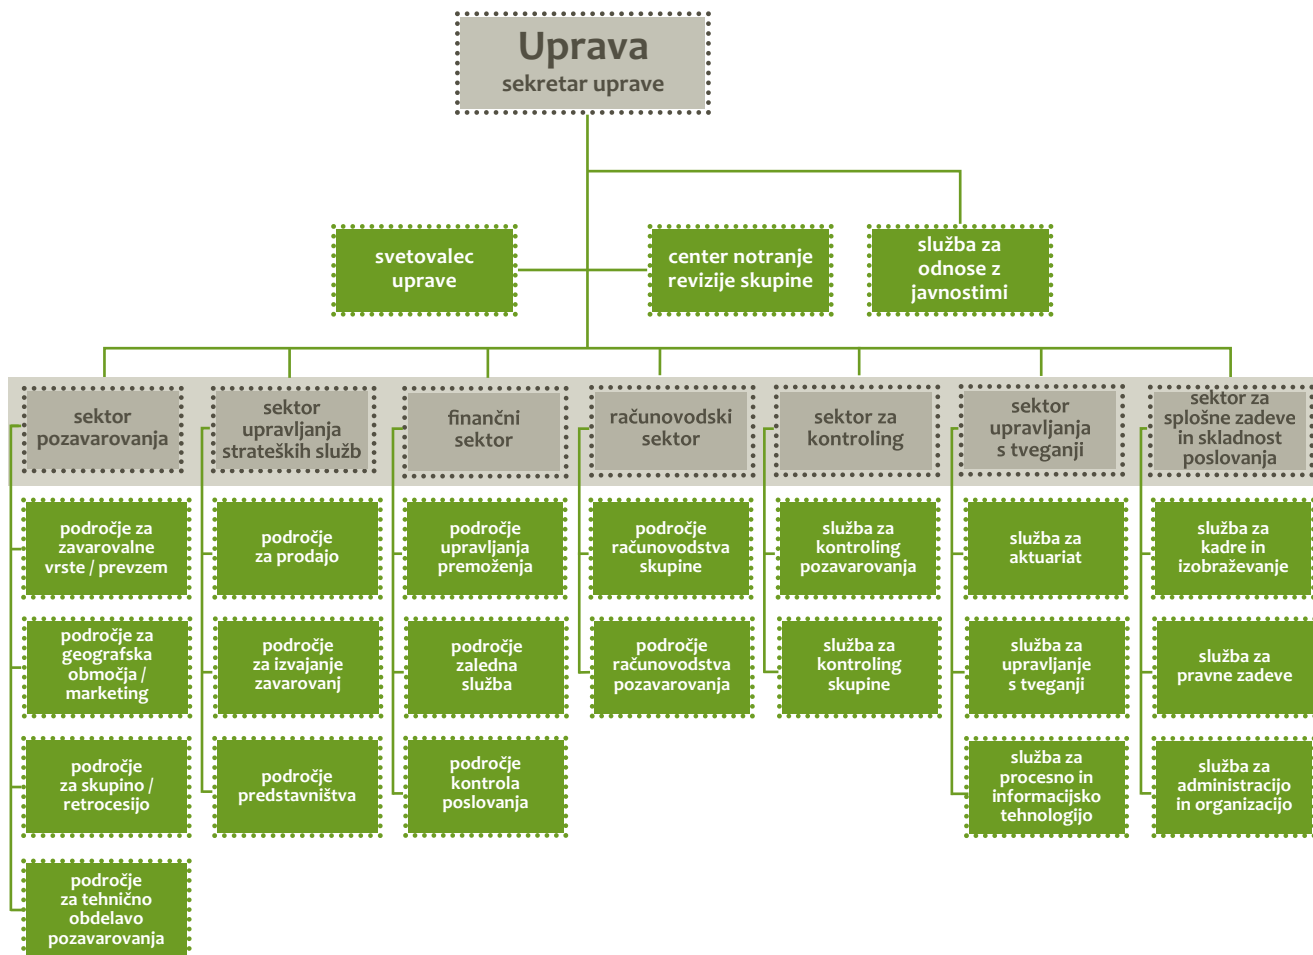 Uprava
sekretar uprave
svetovalec
uprave
center notranje
revizije skupine
služba za
odnose z
javnostimi
sektor
pozavarovanja
sektor
upravljanja
strateških služb
finančni
sektor
računovodski
sektor
sektor za
kontroling
sektor
upravljanja
s tveganji
sektor za
splošne zadeve
in skladnost
poslovanja
področje za
zavarovalne
vrste / prevzem
področje
za prodajo
področje
upravljanja
premoženja
področje
računovodstva
skupine
služba za
kontroling
pozavarovanja
služba za
aktuariat
služba za
kadre in
izobraževanje
področje za
geografska
območja /
marketing
področje
za izvajanje
zavarovanj
področje
zaledna
služba
področje
računovodstva
pozavarovanja
služba za
kontroling
skupine
služba za
upravljanje
s tveganji
služba za
pravne zadeve
področje
za skupino /
retrocesijo
področje
predstavništva
področje
kontrola
poslovanja
služba za
procesno in
informacijsko
tehnologijo
služba za
administracijo
in organizacijo
področje
za tehnično
obdelavo
pozavarovanja